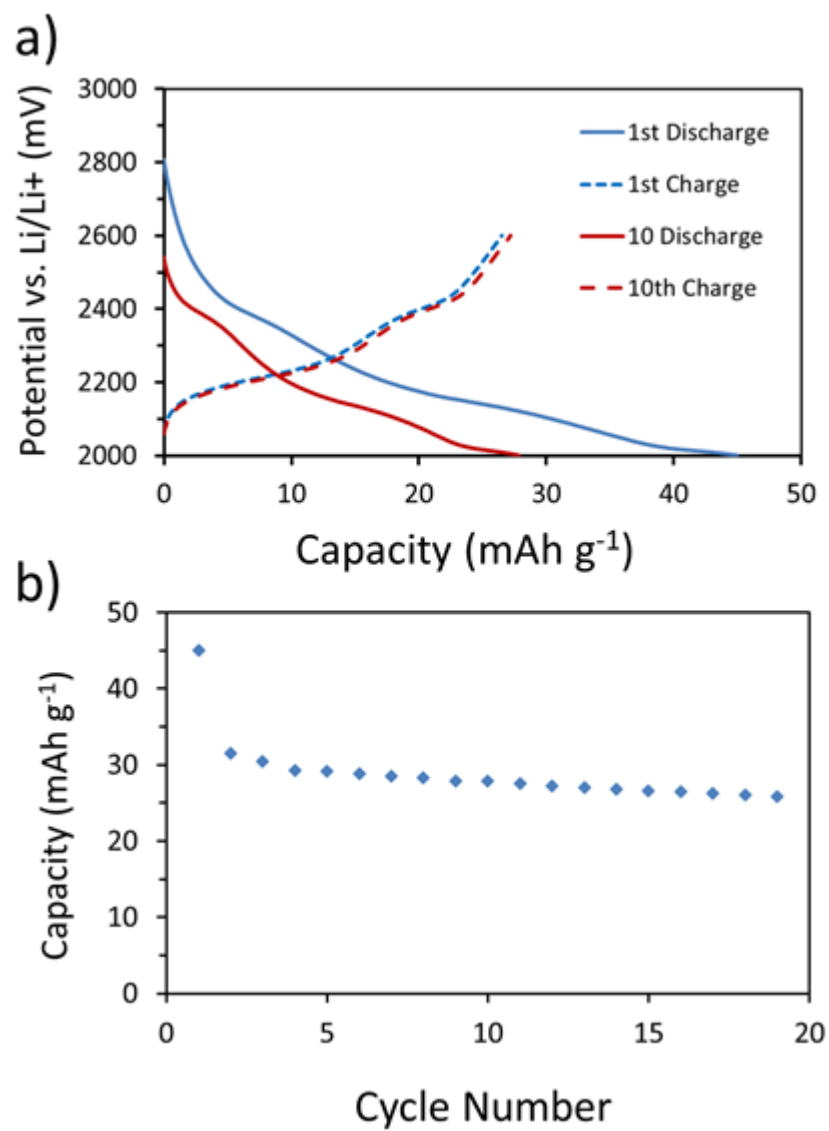 a)
3000
2800
2600
2400
2200
2000
Potential vs. Li/Li+ (mV)
1st Discharge
1st Charge
10 Discharge
10th Charge
0 10 20 30 40 50
Capacity (mAh g⁻¹)
b)
50
40
30
20
10
0
Capacity (mAh g⁻¹)
0 5 10 15 20
Cycle Number